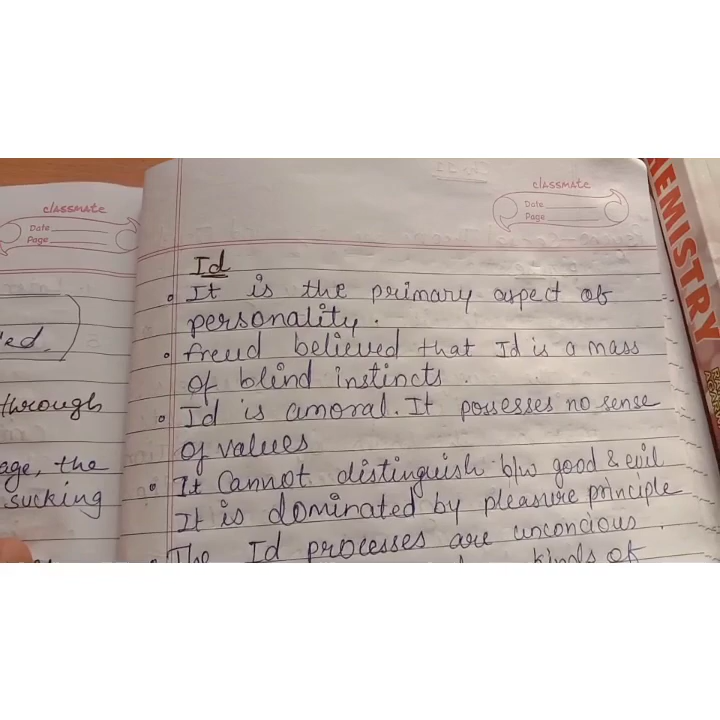 classmate
Date
Page
ed.
through
age, the
sucking
classmate
Date
Page
Id
It is the primary aspect of
personality.
freud believed that Id is a mass
of blind instincts.
Id is amoral. It possesses no sense
of values
It cannot distinguish b/w good & evil
It is dominated by pleasure principle
The Id processes are unconcious.
kinds of
EMISTRY